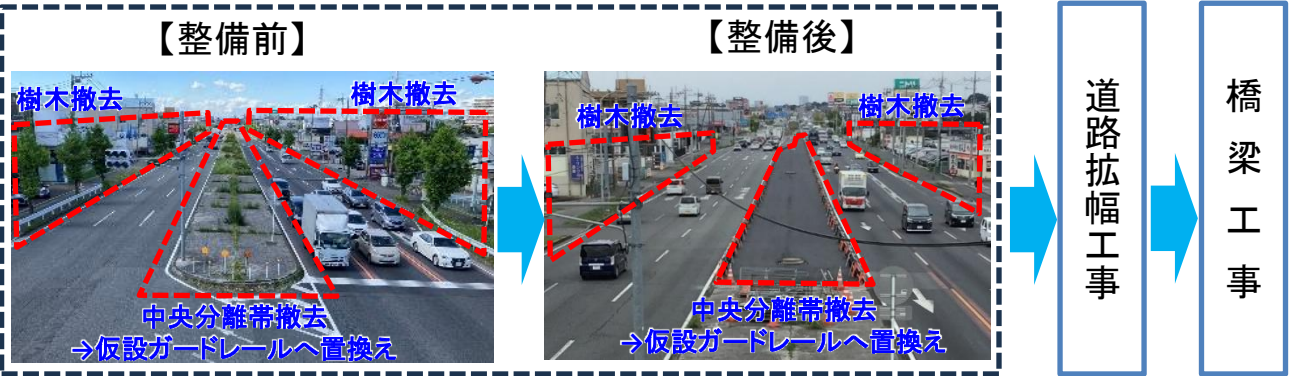 【整備前】
樹木撤去
樹木撤去
中央分離帯撤去
→仮設ガードレールへ置換え
【整備後】
樹木撤去
樹木撤去
中央分離帯撤去
→仮設ガードレールへ置換え
道路拡幅工事
橋梁工事